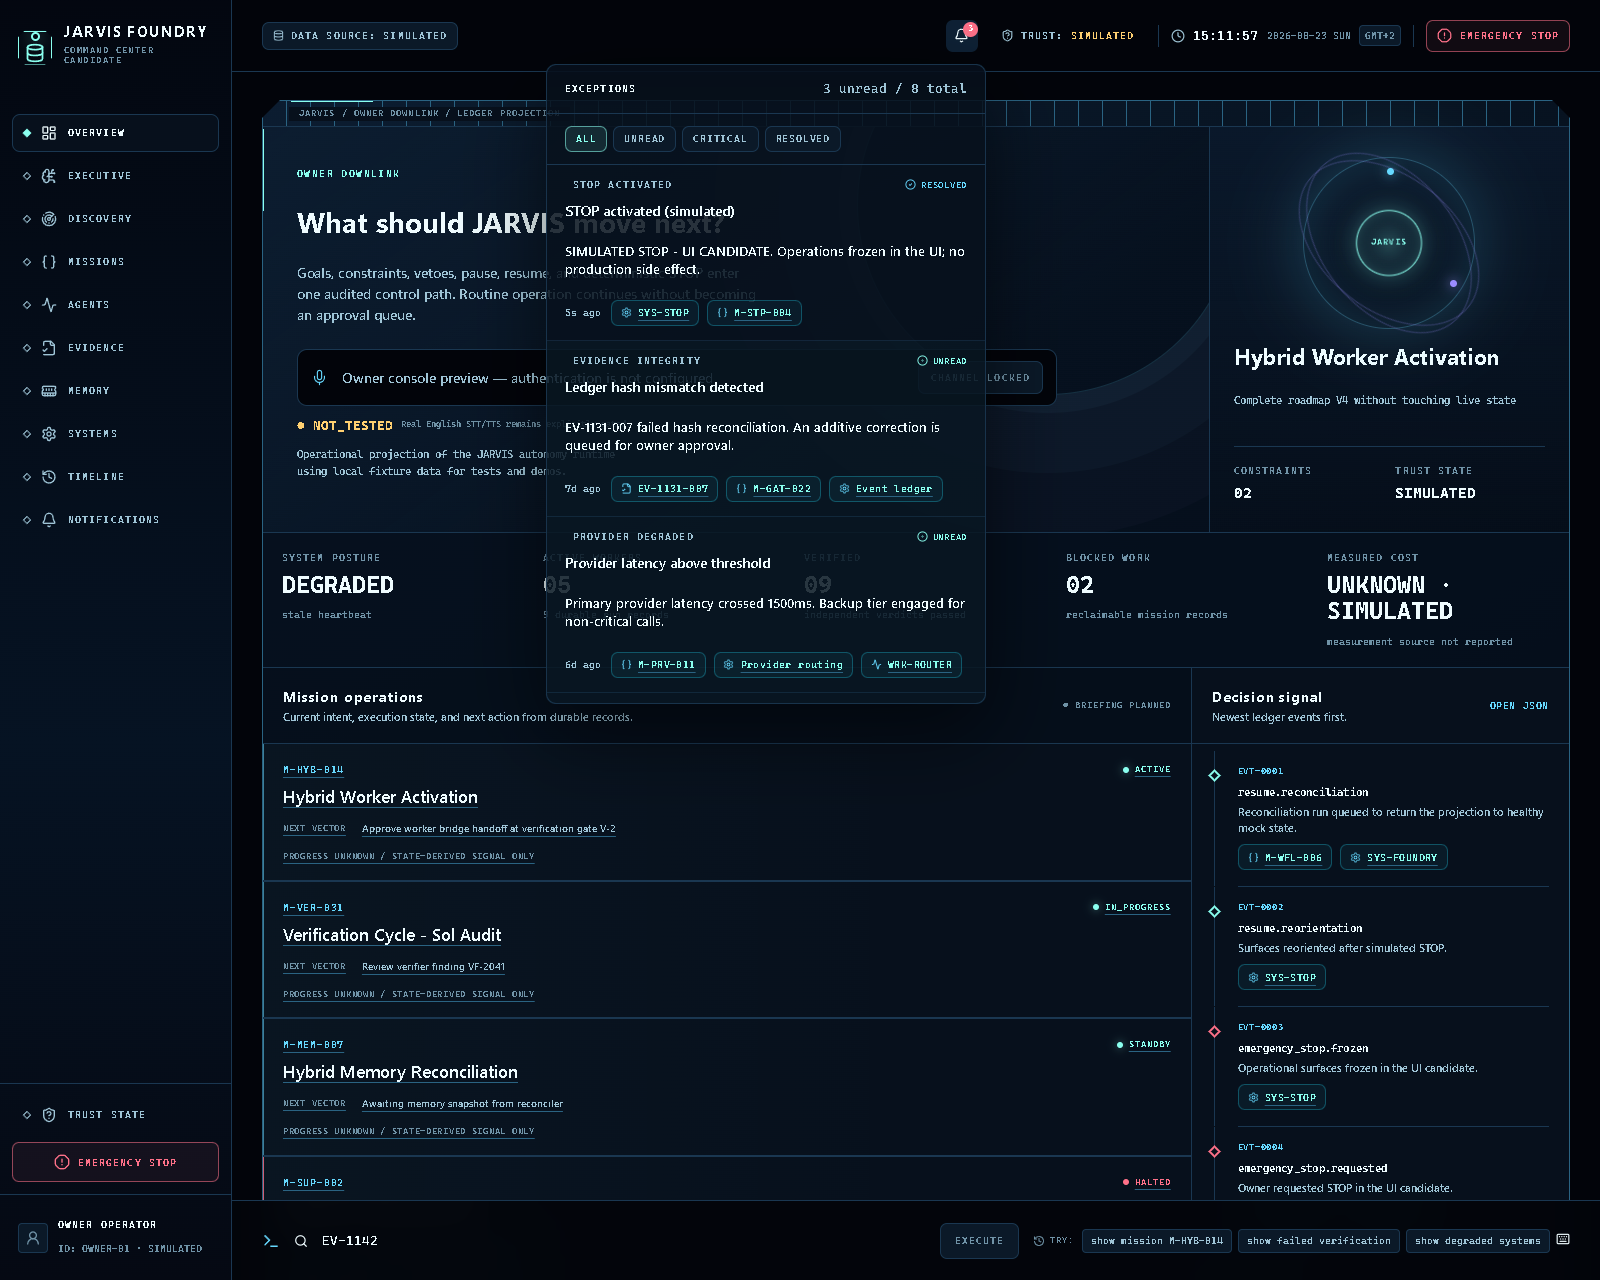 JARVIS FOUNDRY
COMMAND CENTER
CANDIDATE
OVERVIEW
EXECUTIVE
DISCOVERY
MISSIONS
AGENTS
EVIDENCE
MEMORY
SYSTEMS
TIMELINE
NOTIFICATIONS
TRUST STATE
EMERGENCY STOP
OWNER OPERATOR
ID: OWNER-01 • SIMULATED
DATA SOURCE: SIMULATED
3
TRUST: SIMULATED
15:11:57 2026-08-23 SUN GMT+2
EMERGENCY STOP
JARVIS / OWNER DOWNLINK / LEDGER PROJECTION
OWNER DOWNLINK
What should JARVIS move next?
Goals, constraints, vetoes, pause, resume, enter
one audited control path. Routine operation continues without becoming
an approval queue.
Owner console preview — authentication is not configured
CHANNEL LOCKED
NOT_TESTED Real English STT/TTS remains
Operational projection of the JARVIS autonomy runtime
using local fixture data for tests and demos.
EXCEPTIONS
3 unread / 8 total
ALL
UNREAD
CRITICAL
RESOLVED
STOP ACTIVATED
RESOLVED
STOP activated (simulated)
SIMULATED STOP - UI CANDIDATE. Operations frozen in the UI; no
production side effect.
5s ago
SYS-STOP
M-STP-004
EVIDENCE INTEGRITY
UNREAD
Ledger hash mismatch detected
EV-1131-007 failed hash reconciliation. An additive correction is
queued for owner approval.
7d ago
EV-1131-007
M-GAT-022
Event ledger
PROVIDER DEGRADED
UNREAD
Provider latency above threshold
Primary provider latency crossed 1500ms. Backup tier engaged for
non-critical calls.
6d ago
M-PRV-011
Provider routing
WRK-ROUTER
JARVIS
Hybrid Worker Activation
Complete roadmap V4 without touching live state
CONSTRAINTS
02
TRUST STATE
SIMULATED
SYSTEM POSTURE
DEGRADED
stale heartbeat
05
VERIFIED
09
BLOCKED WORK
02
reclaimable mission records
MEASURED COST
UNKNOWN ·
SIMULATED
measurement source not reported
Mission operations
Current intent, execution state, and next action from durable records.
BRIEFING PLANNED
M-HYB-014
ACTIVE
Hybrid Worker Activation
NEXT VECTOR Approve worker bridge handoff at verification gate V-2
PROGRESS UNKNOWN / STATE-DERIVED SIGNAL ONLY
M-VER-031
IN_PROGRESS
Verification Cycle - Sol Audit
NEXT VECTOR Review verifier finding VF-2041
PROGRESS UNKNOWN / STATE-DERIVED SIGNAL ONLY
M-MEM-007
STANDBY
Hybrid Memory Reconciliation
NEXT VECTOR Awaiting memory snapshot from reconciler
PROGRESS UNKNOWN / STATE-DERIVED SIGNAL ONLY
M-SUP-002
HALTED
Decision signal
Newest ledger events first.
OPEN JSON
EVT-0001
resume.reconciliation
Reconciliation run queued to return the projection to healthy
mock state.
M-WFL-006
SYS-FOUNDRY
EVT-0002
resume.reorientation
Surfaces reoriented after simulated STOP.
SYS-STOP
EVT-0003
emergency_stop.frozen
Operational surfaces frozen in the UI candidate.
SYS-STOP
EVT-0004
emergency_stop.requested
Owner requested STOP in the UI candidate.
EV-1142
EXECUTE
TRY:
show mission M-HYB-014
show failed verification
show degraded systems